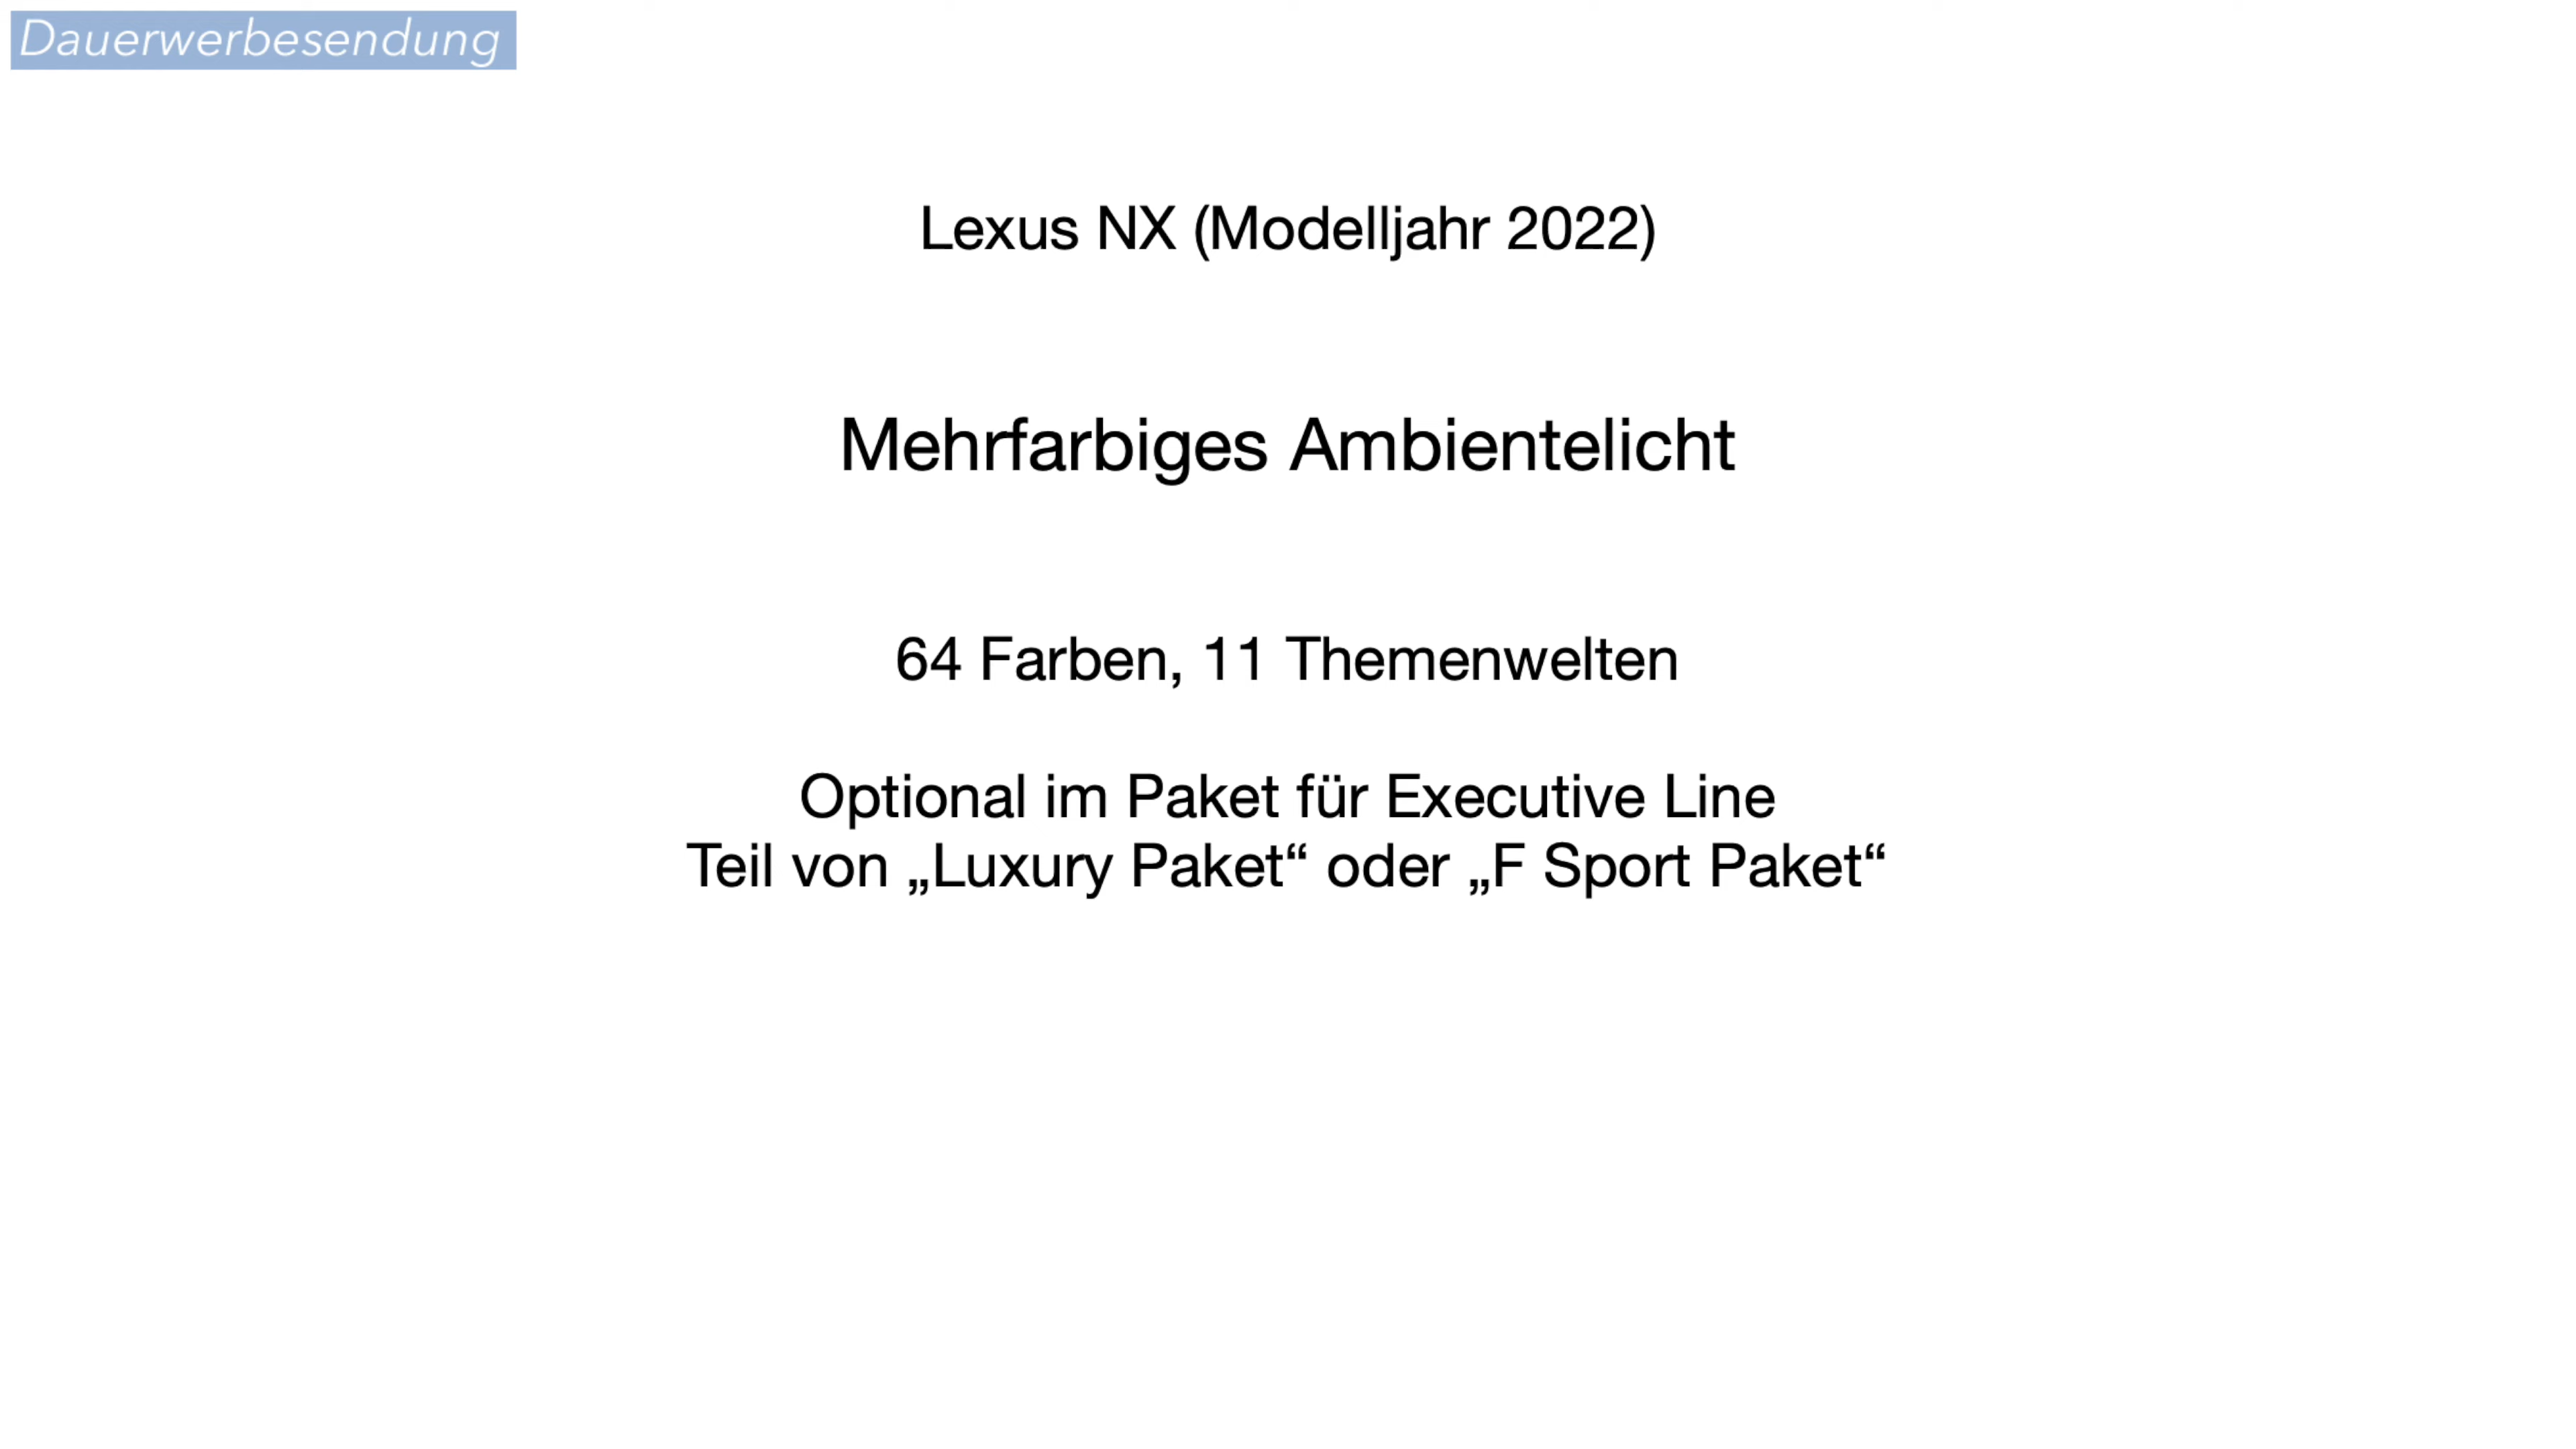 Dauerwerbesendung
Lexus NX (Modelljahr 2022)
Mehrfarbiges Ambientelicht
64 Farben, 11 Themenwelten
Optional im Paket für Executive Line
Teil von „Luxury Paket“ oder „F Sport Paket“